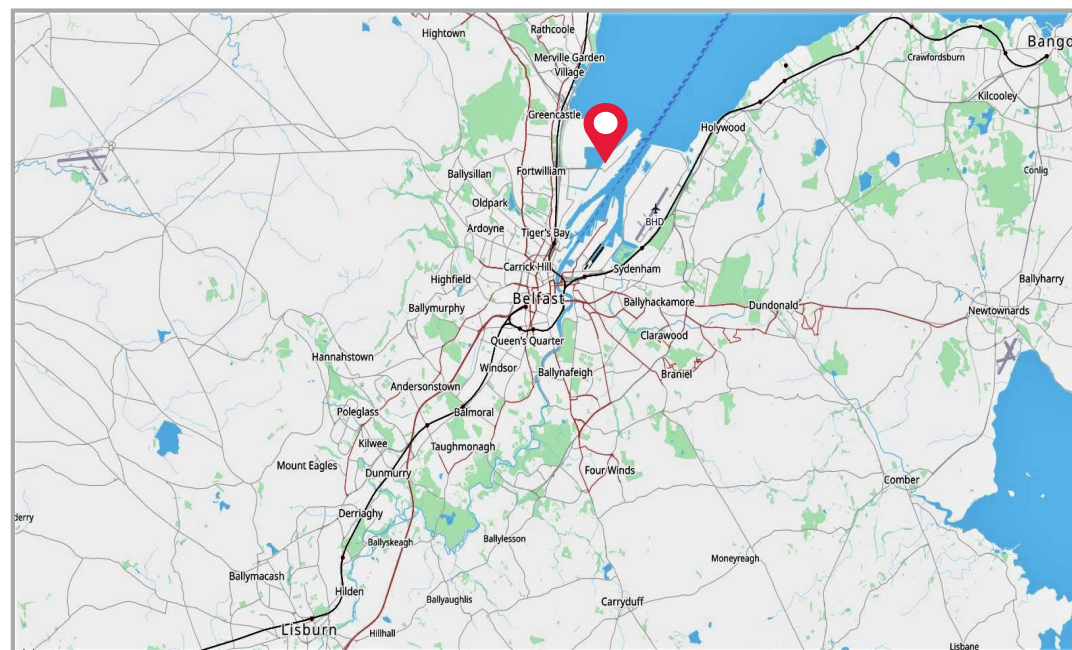 Hightown
Rathcoole
Merville Garden
Village
Bango
Crawfordsburn
Kilcooley
Greencastle
Holywood
Ballysillan
Fortwilliam
Conlig
Oldpark
Ardoyne
Tiger's Bay
BHD
Carrick Hill
Sydenham
Highfield
Ballyharry
Belfast
Ballymurphy
Ballyhackamore
Dundonald
Newtownards
Queen's Quarter
Clarawood
Hannahstown
Windsor
Ballynafeigh
Braniel
Andersonstown
Poleglass
Balmoral
Kilwee
Taughmonagh
Mount Eagles
Dunmurry
Four Winds
Comber
derry
Derriaghy
Ballyskeagh
Ballylesson
Moneyreagh
Ballymacash
Hilden
Ballyaughlis
Carryduff
Lisburn
Hillhall
Lisbane